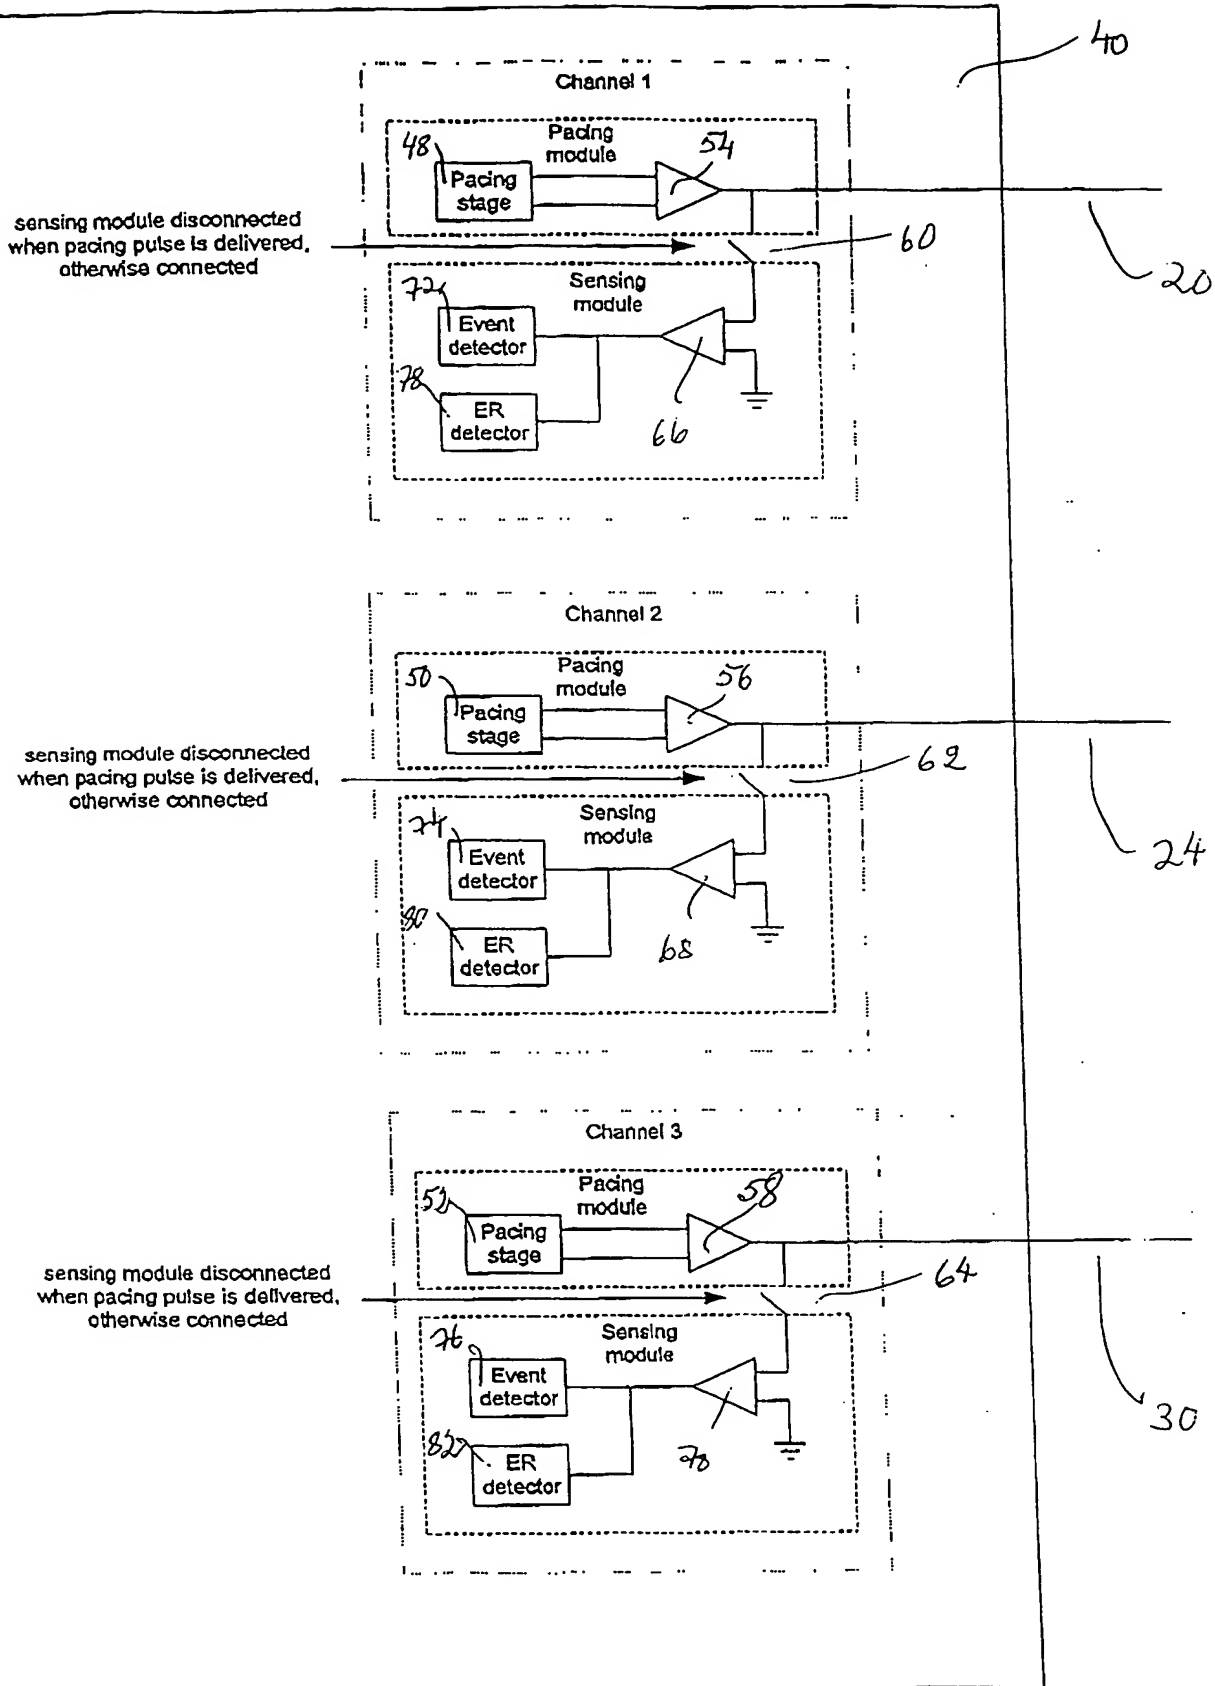 40
Channel 1
Pacing
module
48
54
Pacing
stage
sensing module disconnected
when pacing pulse is delivered,
otherwise connected
60
20
Sensing
module
72
Event
detector
78
ER
detector
66
Channel 2
Pacing
module
50
56
Pacing
stage
sensing module disconnected
when pacing pulse is delivered,
otherwise connected
62
24
Sensing
module
74
Event
detector
80
ER
detector
68
Channel 3
Pacing
module
52
58
Pacing
stage
sensing module disconnected
when pacing pulse is delivered,
otherwise connected
64
30
Sensing
module
76
Event
detector
82
ER
detector
70